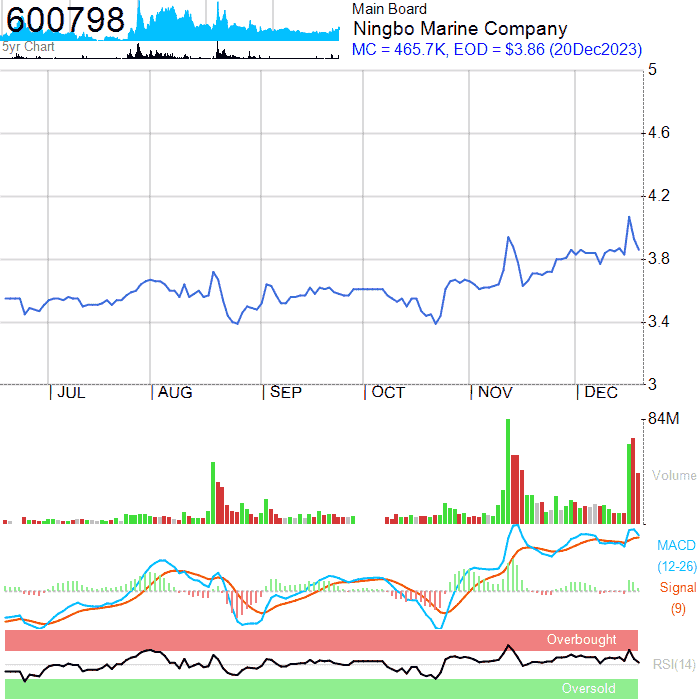 600798
5yr Chart
Main Board
Ningbo Marine Company
MC = 465.7K, EOD = $3.86 (20Dec2023)
5
4.6
4.2
3.8
3.4
3
JUL AUG SEP OCT NOV DEC
84M
Volume
MACD
(12-26)
Signal
(9)
Overbought
RSI(14)
Oversold